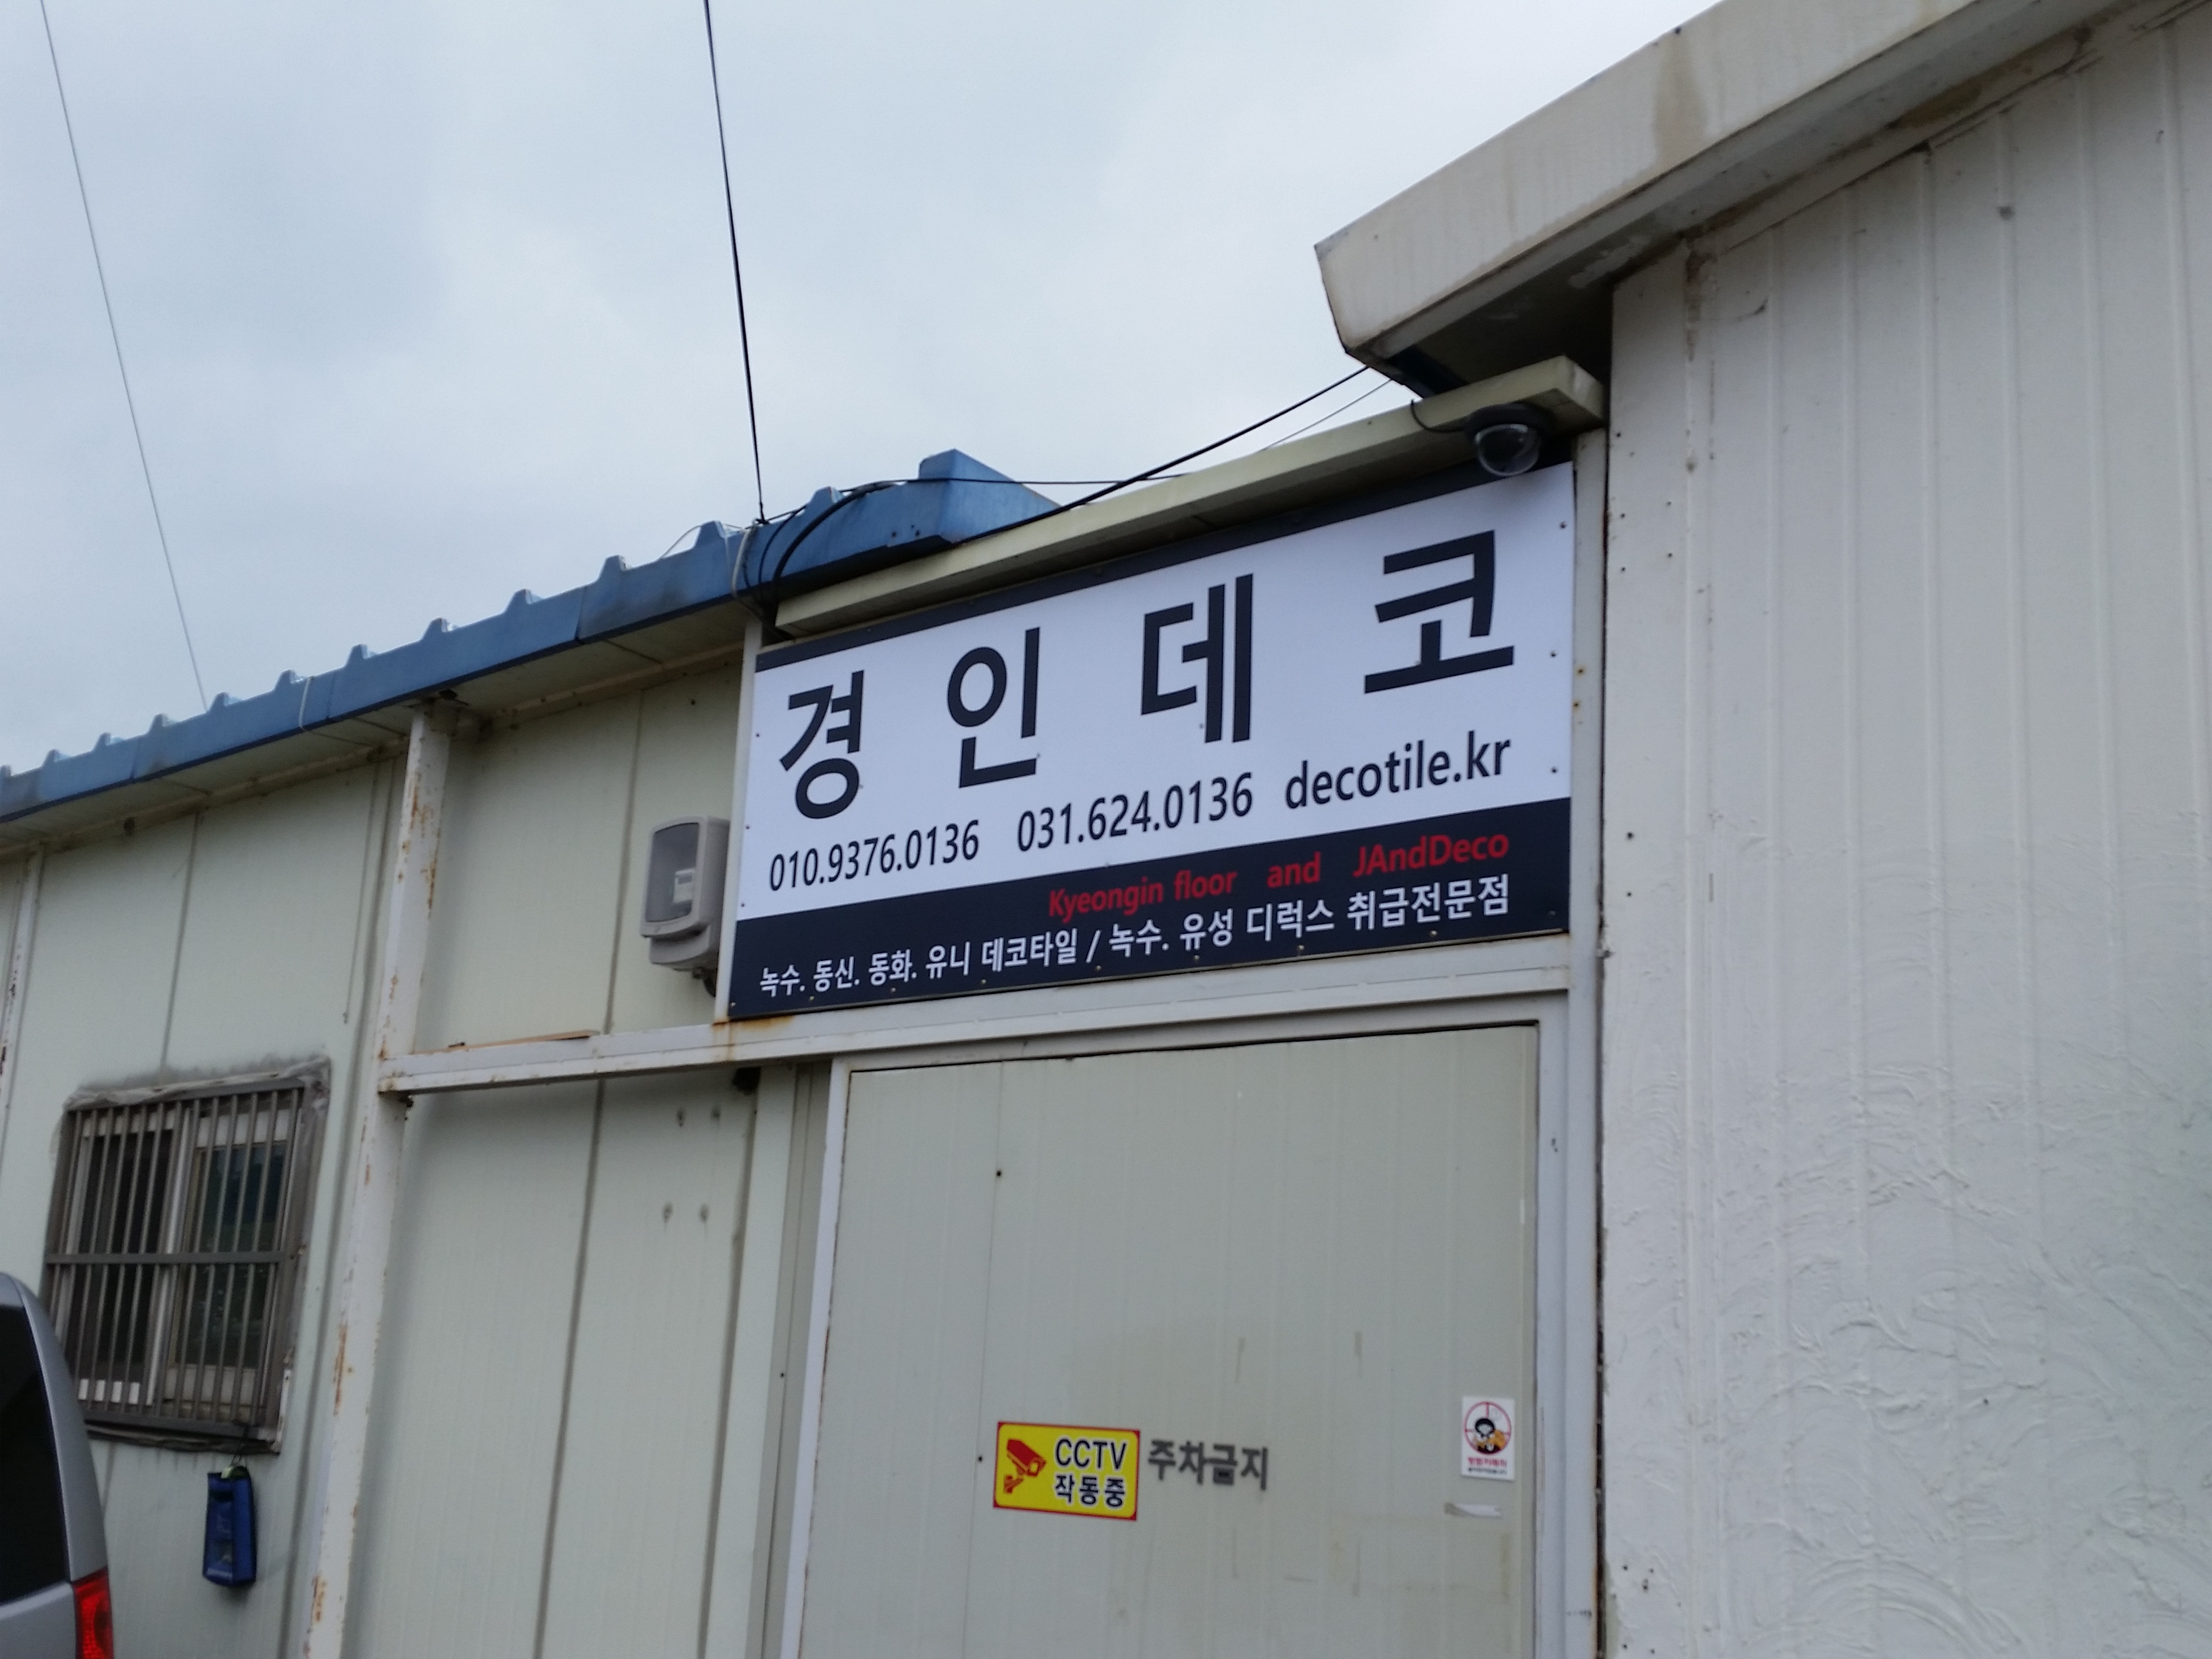 경인데코
010.9376.0136 031.624.0136 decotile.kr
Kyeongin floor and JAndDeco
녹수. 동신. 동화. 유니 데코타일 / 녹수. 유성 디럭스 취급전문점
CCTV
작동중
주차금지